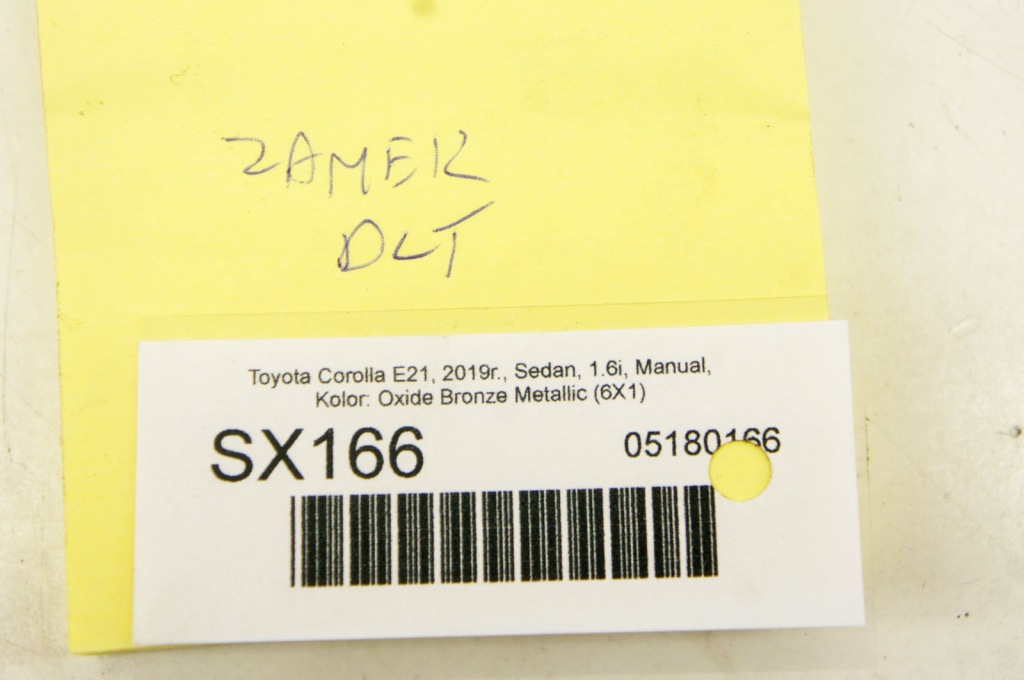 ZAMEK
DLT
Toyota Corolla E21, 2019r., Sedan, 1.6i, Manual,
Kolor: Oxide Bronze Metallic (6X1)
SX166
05180166